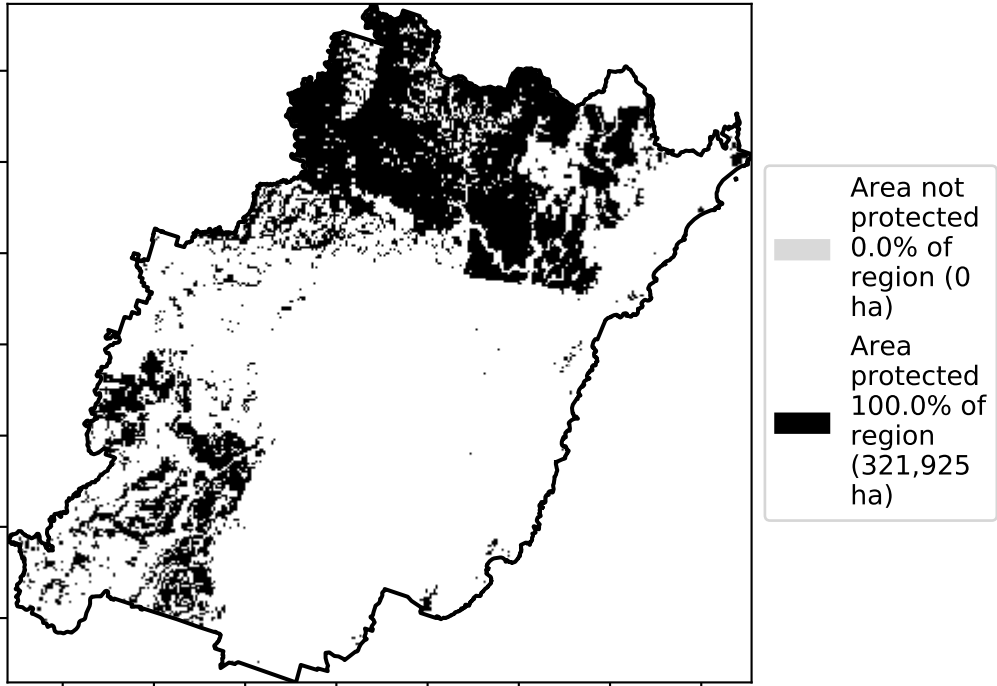 Area not
protected
0.0% of
region (0
ha)
Area
protected
100.0% of
region
(321,925
ha)